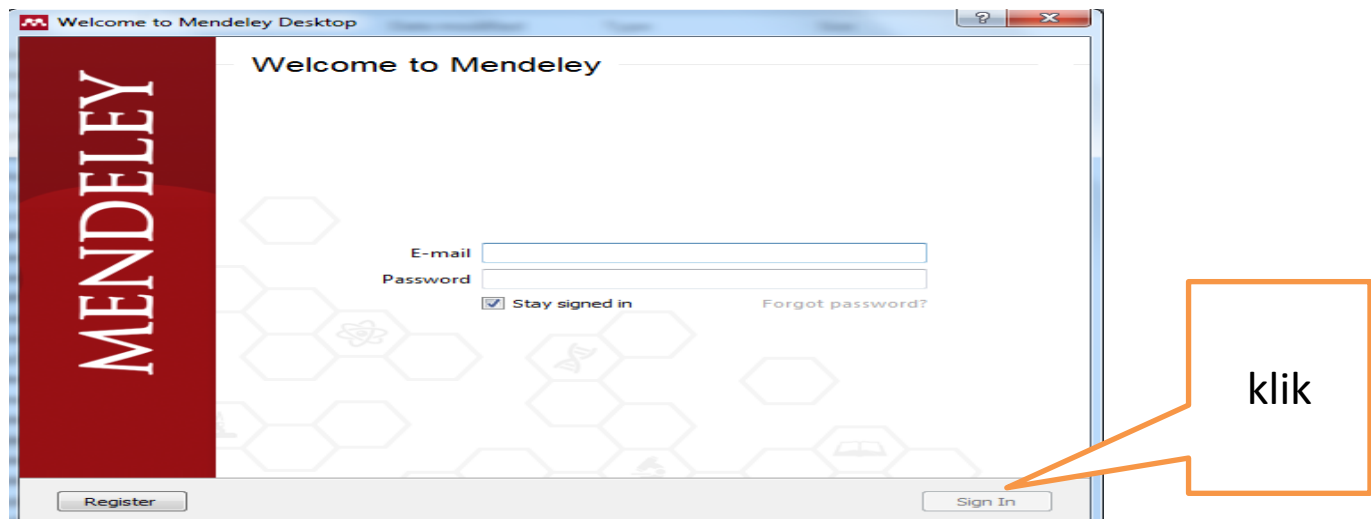 Welcome to Mendeley Desktop
Welcome to Mendeley
MENDELEY
E-mail
Password
Stay signed in Forgot password?
klik
Register Sign In